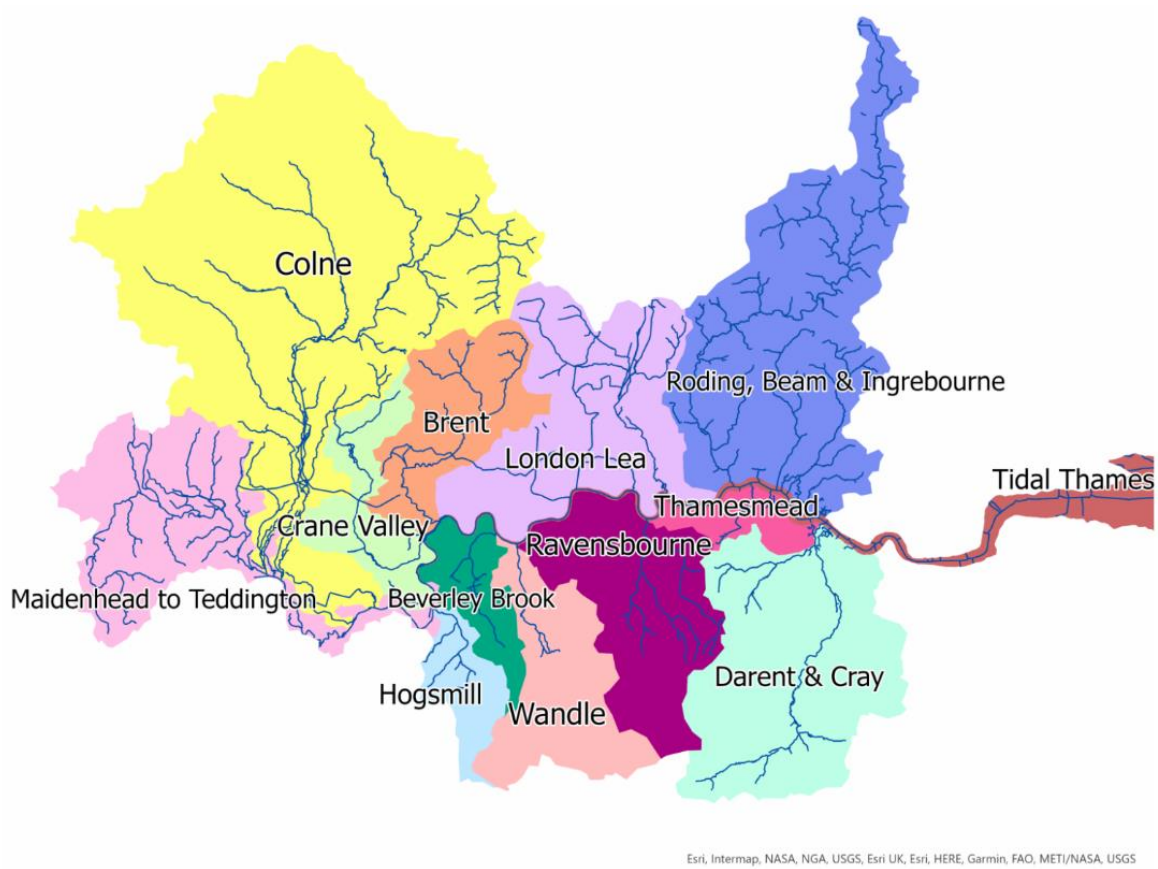 Colne
Roding, Beam & Ingrebourne
Brent
London Lea
Tidal Thames
Thamesmead
Crane Valley
Ravensbourne
Maidenhead to Teddington
Beverley Brook
Darent & Cray
Hogsmill
Wandle
Esri, Intermap, NASA, NGA, USGS, Esri UK, Esri, HERE, Garmin, FAO, METI/NASA, USGS